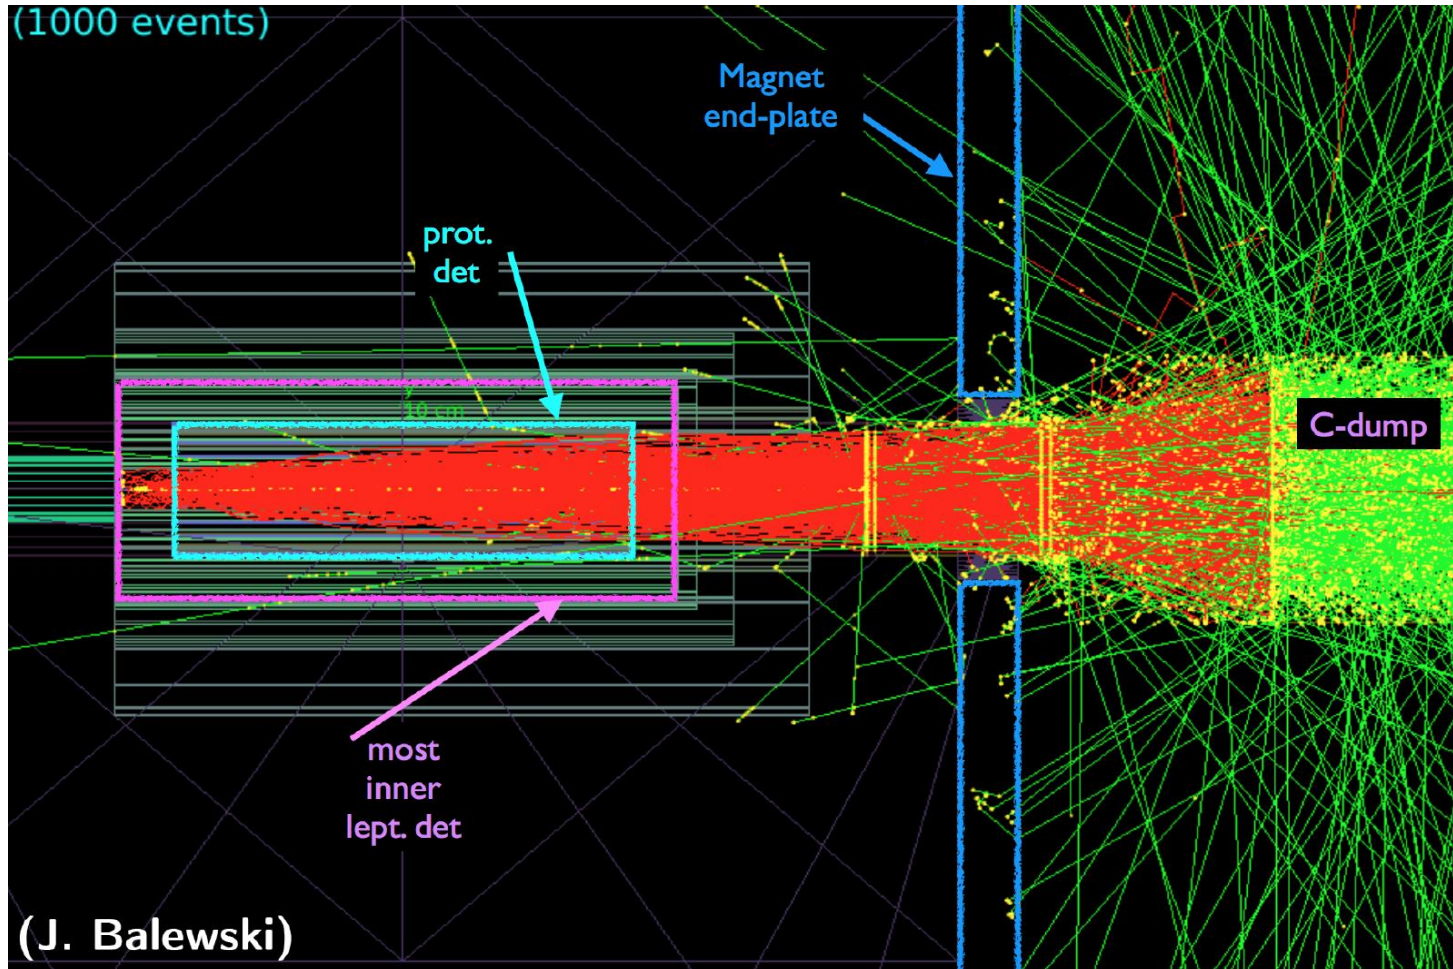 (1000 events)
Magnet
end-plate
prot.
det
10 cm
C-dump
most
inner
lept. det
(J. Balewski)